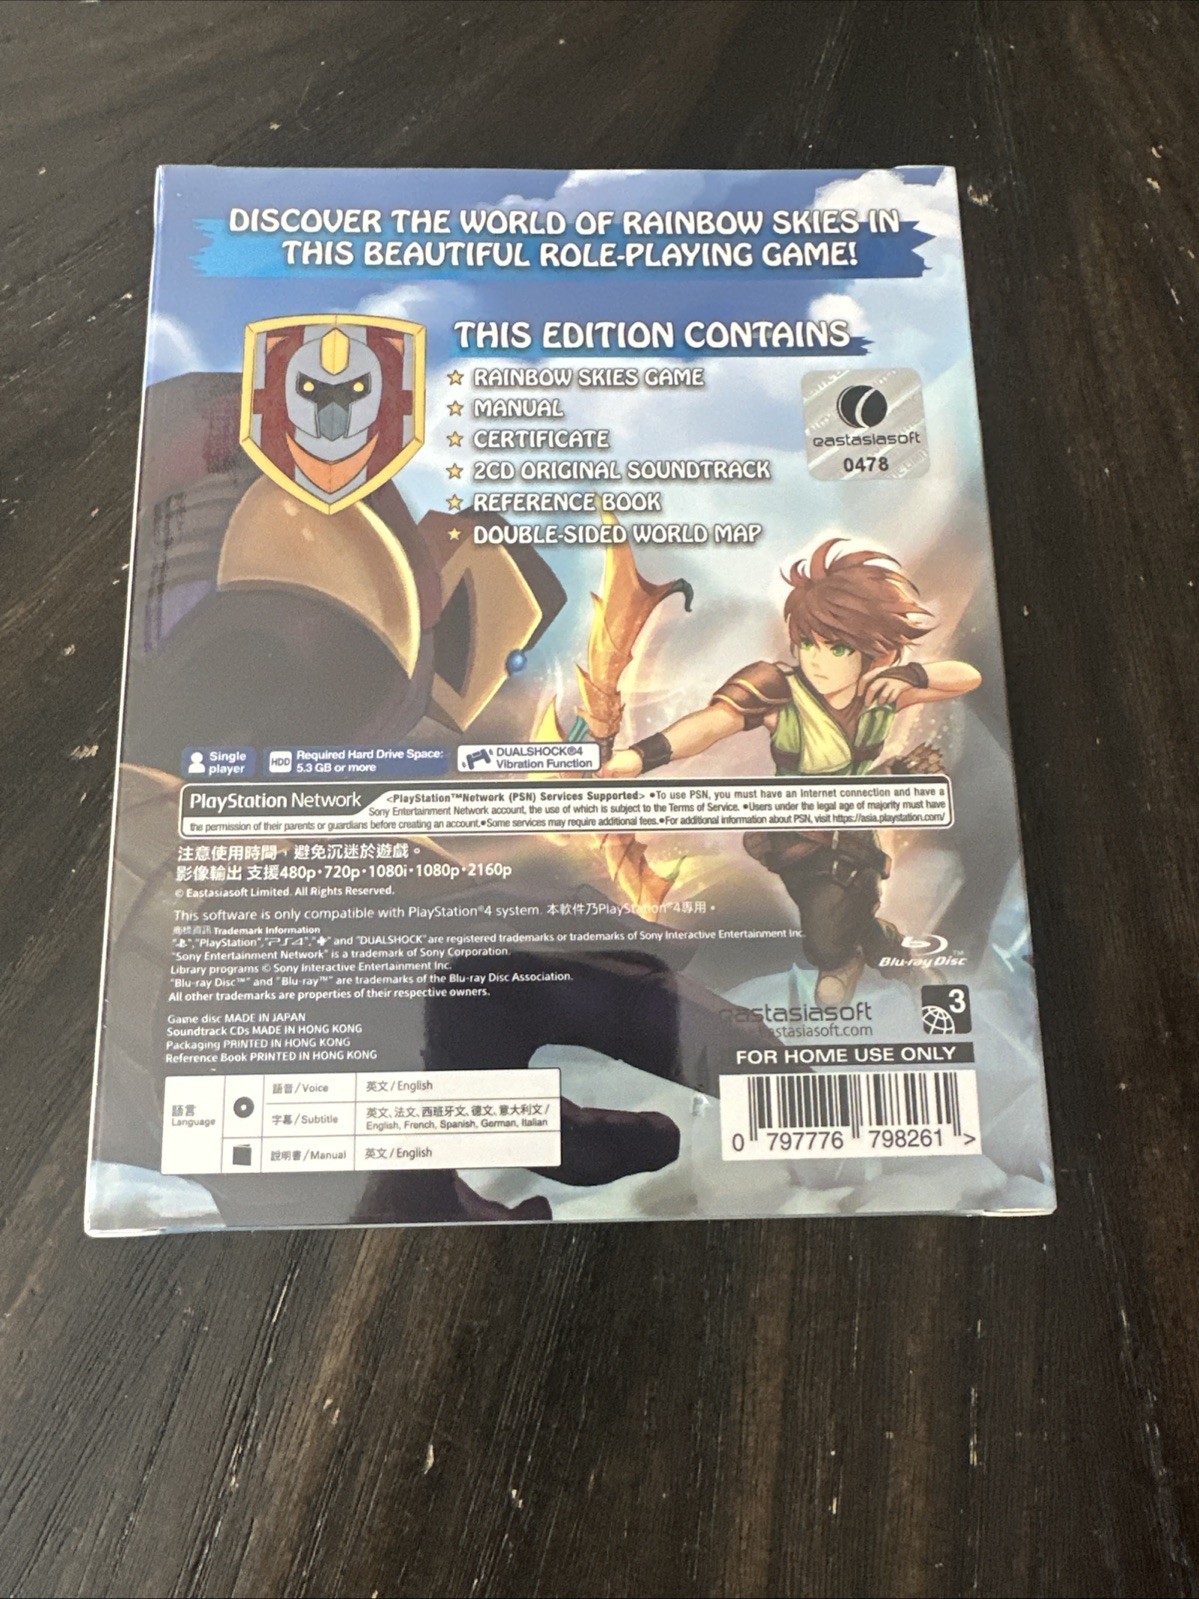 DISCOVER THE WORLD OF RAINBOW SKIES IN
THIS BEAUTIFUL ROLE-PLAYING GAME!
THIS EDITION CONTAINS
RAINBOW SKIES GAME
MANUAL
CERTIFICATE
2CD ORIGINAL SOUNDTRACK
REFERENCE BOOK
DOUBLE-SIDED WORLD MAP
eastasiasoft
0478
Single
player
HDD
Required Hard Drive Space:
5.3 GB or more
DUALSHOCK®4
Vibration Function
PlayStation Network
<PlayStation™Network (PSN) Services Supported> •To use PSN, you must have an Internet connection and have a
Sony Entertainment Network account, the use of which is subject to the Terms of Service. •Users under the legal age of majority must have
the permission of their parents or guardians before creating an account.•Some services may require additional fees.•For additional information about PSN, visit https://asia.playstation.com/
注意使用時間，避免沉迷於遊戲。
影像輸出 支援480p・720p・1080i・1080p・2160p
© Eastasiasoft Limited. All Rights Reserved.
This software is only compatible with PlayStation®4 system. 本軟件乃PlayStation®4專用。
商標資訊 Trademark Information
"PlayStation", "PS4", and "DUALSHOCK" are registered trademarks or trademarks of Sony Interactive Entertainment Inc.
"Sony Entertainment Network" is a trademark of Sony Corporation.
Library programs © Sony Interactive Entertainment Inc.
"Blu-ray Disc™" and "Blu-ray™" are trademarks of the Blu-ray Disc Association.
All other trademarks are properties of their respective owners.
Blu-ray Disc™
Game disc MADE IN JAPAN
Soundtrack CDs MADE IN HONG KONG
Packaging PRINTED IN HONG KONG
Reference Book PRINTED IN HONG KONG
eastasiasoft
eastasiasoft.com
3
FOR HOME USE ONLY
語言
Language
語音/Voice
英文/English
字幕/Subtitle
英文、法文、西班牙文、德文、意大利文/
English, French, Spanish, German, Italian
說明書/Manual
英文/English
0 797776 798261 >